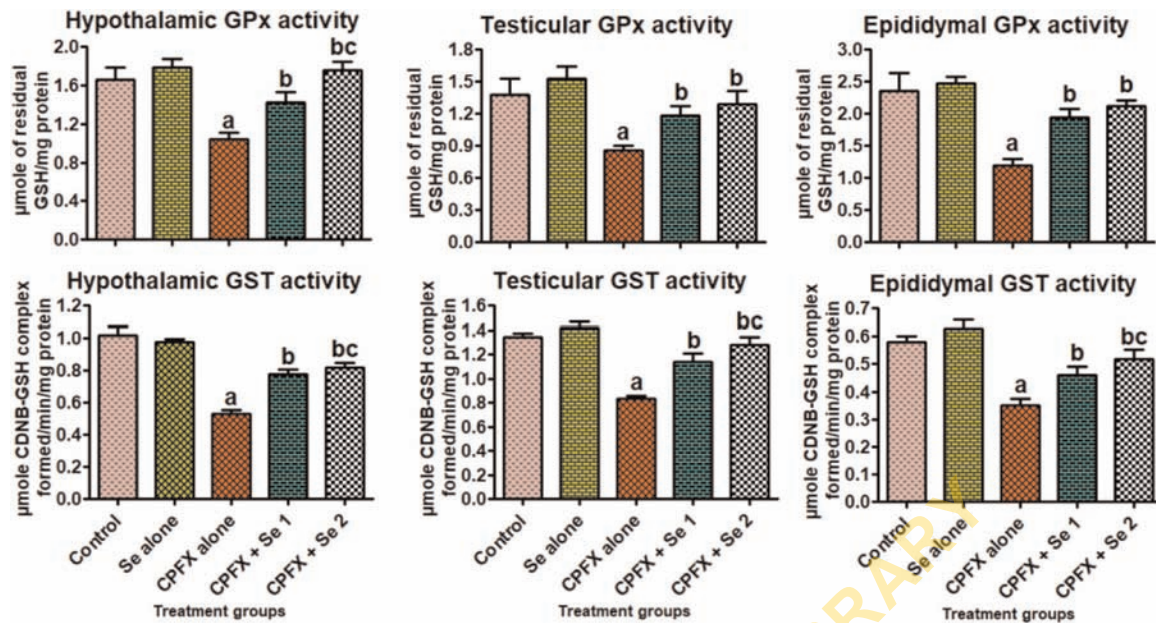 Hypothalamic GPx activity
µmole of residual
GSH/mg protein
2.0
1.6
1.2
0.8
0.4
0.0
a
b
bc
Testicular GPx activity
µmole of residual
GSH/mg protein
1.8
1.5
1.2
0.9
0.6
0.3
0.0
a
b
b
Epididymal GPx activity
µmole of residual
GSH/mg protein
3.0
2.5
2.0
1.5
1.0
0.5
0.0
a
b
b
Hypothalamic GST activity
µmole CDNB-GSH complex
formed/min/mg protein
1.2
1.0
0.8
0.6
0.4
0.2
0.0
a
b
bc
Control
Se alone
CPFX alone
CPFX + Se 1
CPFX + Se 2
Treatment groups
Testicular GST activity
µmole CDNB-GSH complex
formed/min/mg protein
1.6
1.4
1.2
1.0
0.8
0.6
0.4
0.2
0.0
a
b
bc
Control
Se alone
CPFX alone
CPFX + Se 1
CPFX + Se 2
Treatment groups
Epididymal GST activity
µmole CDNB-GSH complex
formed/min/mg protein
0.7
0.6
0.5
0.4
0.3
0.2
0.1
0.0
a
b
bc
Control
Se alone
CPFX alone
CPFX + Se 1
CPFX + Se 2
Treatment groups
RARY